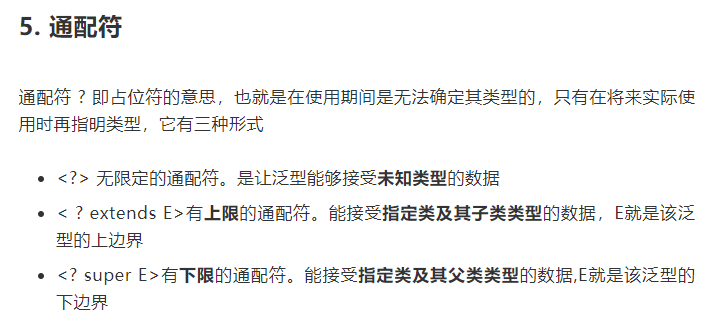 5. 通配符
通配符 ? 即占位符的意思，也就是在使用期间是无法确定其类型的，只有在将来实际使
用时再指明类型，它有三种形式
• <?> 无限定的通配符。是让泛型能够接受未知类型的数据
• < ? extends E>有上限的通配符。能接受指定类及其子类类型的数据，E就是该泛
型的上边界
• <? super E>有下限的通配符。能接受指定类及其父类类型的数据,E就是该泛型的
下边界